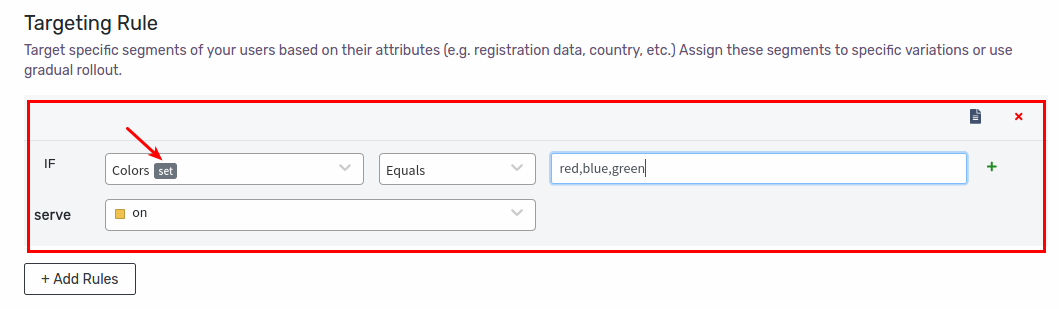 Targeting Rule
Target specific segments of your users based on their attributes (e.g. registration data, country, etc.) Assign these segments to specific variations or use
gradual rollout.
IF Colors set Equals red,blue,green +
serve on
+ Add Rules